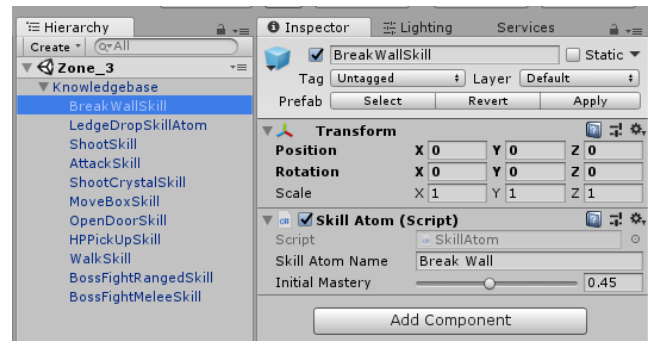 Hierarchy
Create All
Zone_3
Knowledgebase
BreakWallSkill
LedgeDropSkillAtom
ShootSkill
AttackSkill
ShootCrystalSkill
MoveBoxSkill
OpenDoorSkill
HPPickUpSkill
WalkSkill
BossFightRangedSkill
BossFightMeleeSkill
Inspector Lighting Services
BreakWallSkill Static
Tag Untagged Layer Default
Prefab Select Revert Apply
Transform
Position X 0 Y 0 Z 0
Rotation X 0 Y 0 Z 0
Scale X 1 Y 1 Z 1
C# Skill Atom (Script)
Script SkillAtom
Skill Atom Name Break Wall
Initial Mastery 0.45
Add Component